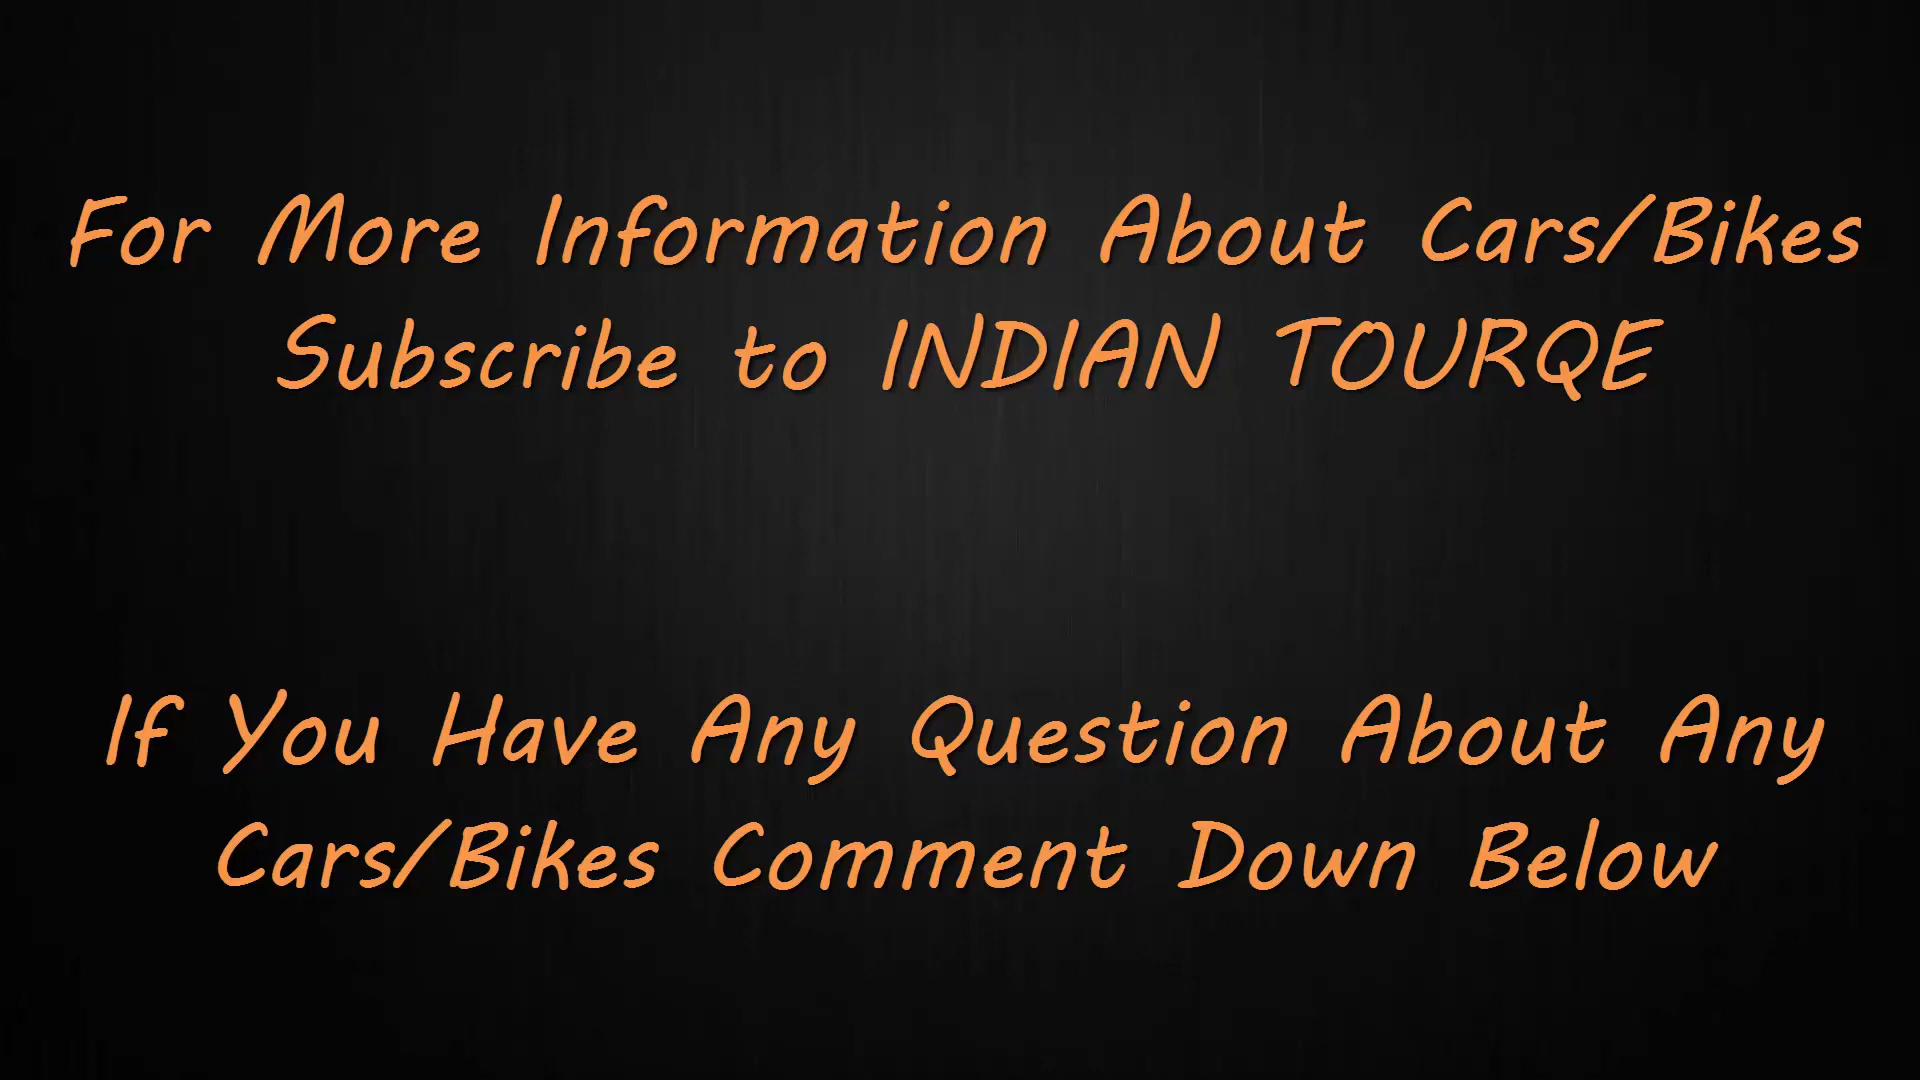 For More Information About Cars/Bikes
Subscribe to INDIAN TOURQE
If You Have Any Question About Any
Cars/Bikes Comment Down Below